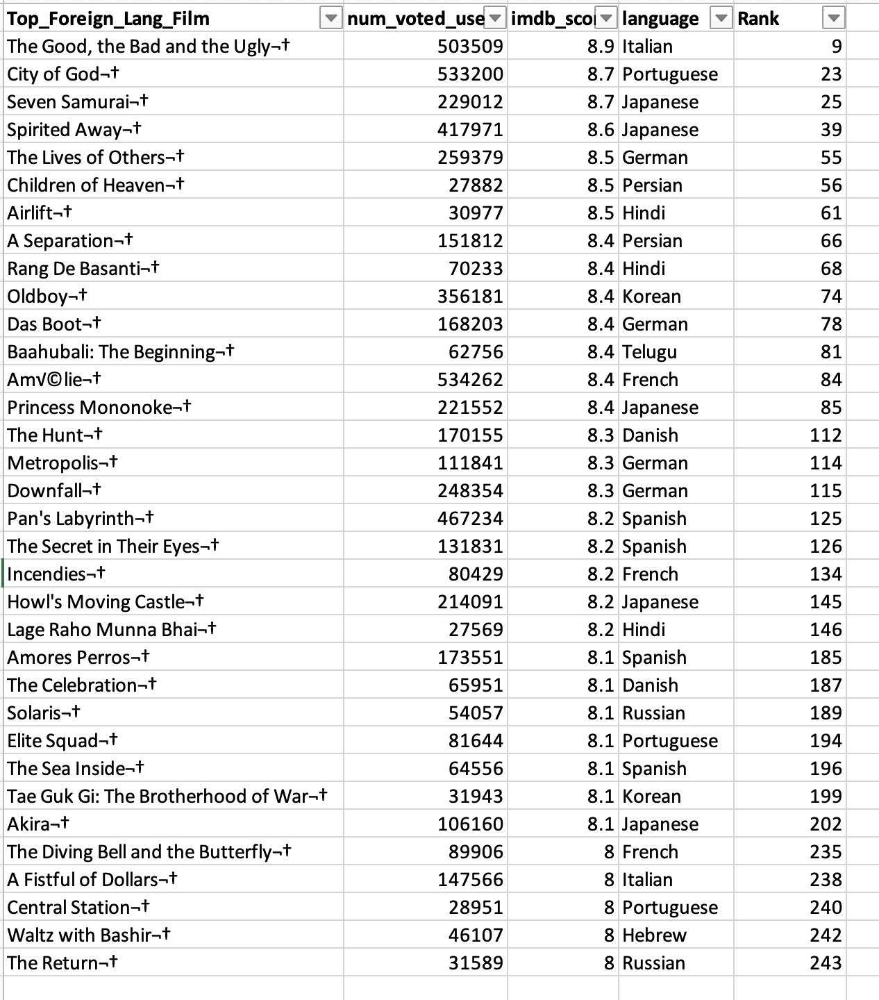 Top_Foreign_Lang_Film num_voted_use imdb_scor language Rank
The Good, the Bad and the Ugly¬† 503509 8.9 Italian 9
City of God¬† 533200 8.7 Portuguese 23
Seven Samurai¬† 229012 8.7 Japanese 25
Spirited Away¬† 417971 8.6 Japanese 39
The Lives of Others¬† 259379 8.5 German 55
Children of Heaven¬† 27882 8.5 Persian 56
Airlift¬† 30977 8.5 Hindi 61
A Separation¬† 151812 8.4 Persian 66
Rang De Basanti¬† 70233 8.4 Hindi 68
Oldboy¬† 356181 8.4 Korean 74
Das Boot¬† 168203 8.4 German 78
Baahubali: The Beginning¬† 62756 8.4 Telugu 81
Am√©lie¬† 534262 8.4 French 84
Princess Mononoke¬† 221552 8.4 Japanese 85
The Hunt¬† 170155 8.3 Danish 112
Metropolis¬† 111841 8.3 German 114
Downfall¬† 248354 8.3 German 115
Pan's Labyrinth¬† 467234 8.2 Spanish 125
The Secret in Their Eyes¬† 131831 8.2 Spanish 126
Incendies¬† 80429 8.2 French 134
Howl's Moving Castle¬† 214091 8.2 Japanese 145
Lage Raho Munna Bhai¬† 27569 8.2 Hindi 146
Amores Perros¬† 173551 8.1 Spanish 185
The Celebration¬† 65951 8.1 Danish 187
Solaris¬† 54057 8.1 Russian 189
Elite Squad¬† 81644 8.1 Portuguese 194
The Sea Inside¬† 64556 8.1 Spanish 196
Tae Guk Gi: The Brotherhood of War¬† 31943 8.1 Korean 199
Akira¬† 106160 8.1 Japanese 202
The Diving Bell and the Butterfly¬† 89906 8 French 235
A Fistful of Dollars¬† 147566 8 Italian 238
Central Station¬† 28951 8 Portuguese 240
Waltz with Bashir¬† 46107 8 Hebrew 242
The Return¬† 31589 8 Russian 243